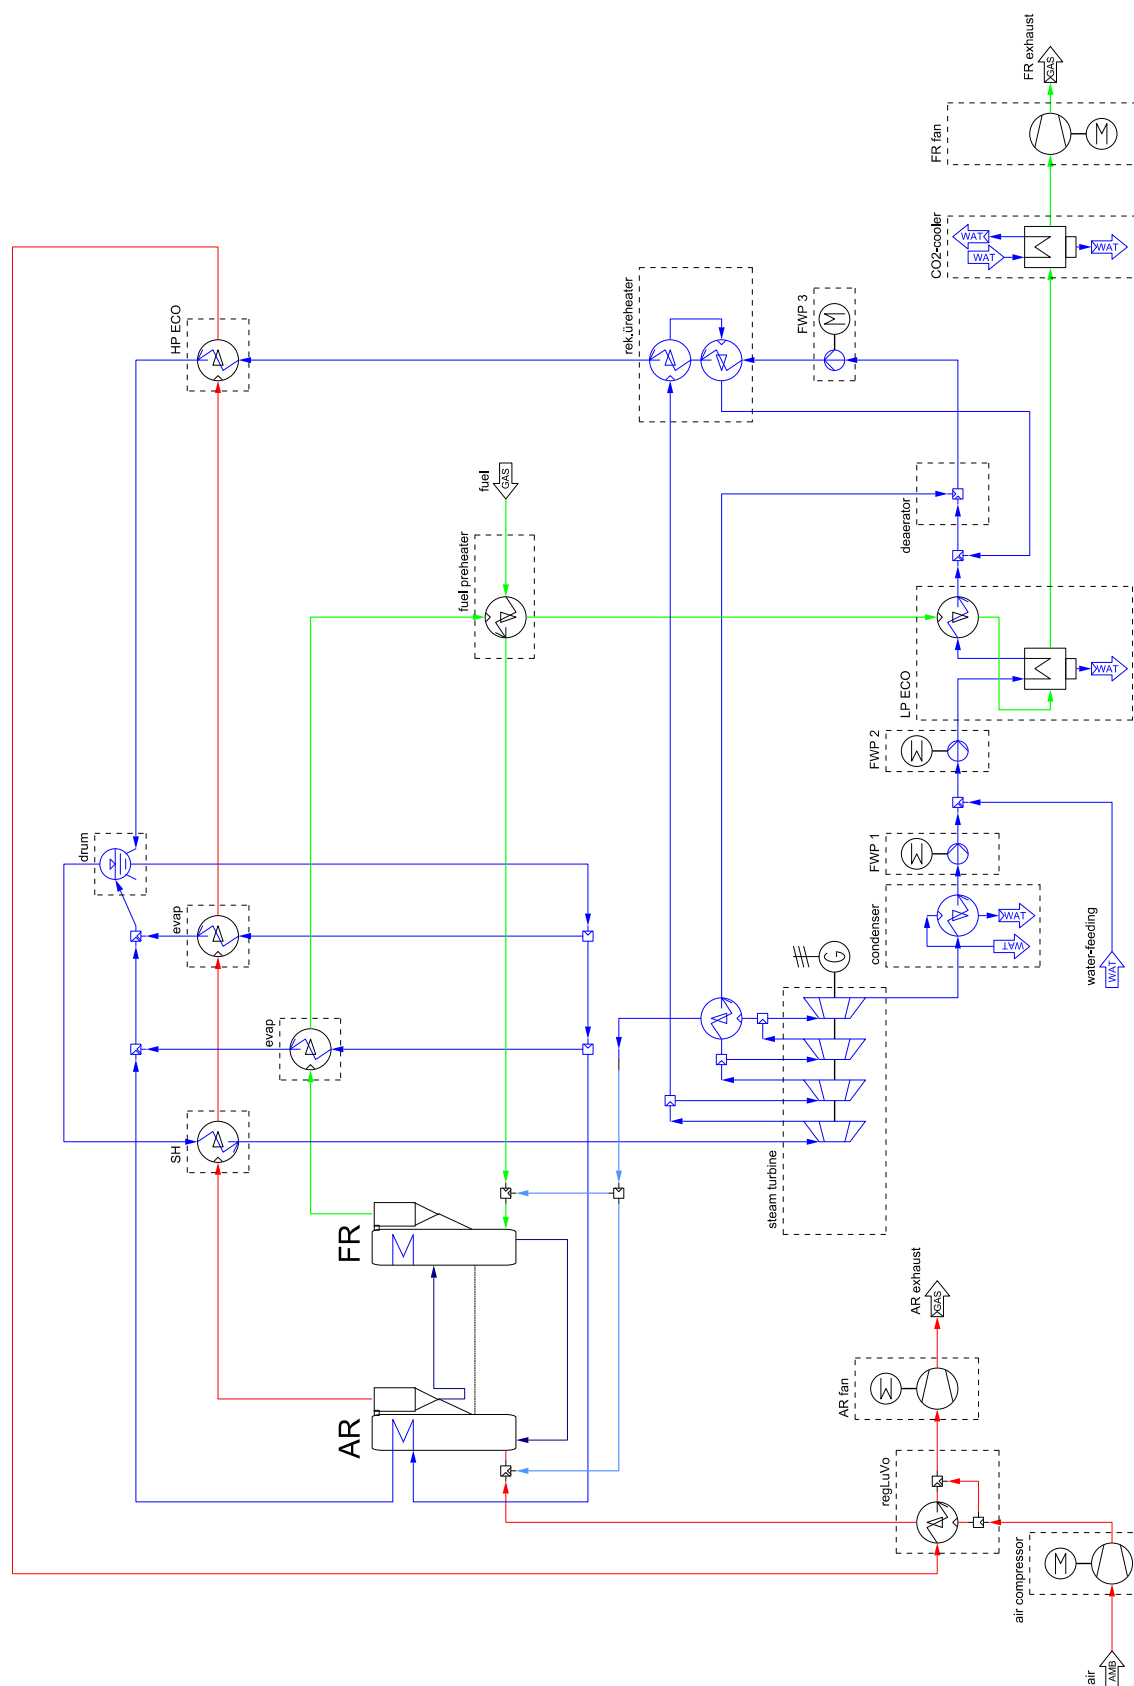 drum
SH
evap
HP ECO
evap
AR
FR
fuel preheater
fuel
GAS
rek.üreheater
steam turbine
FWP 3
G
M
AR fan
M
condenser
FWP 1
M
FWP 2
M
regLuVo
LP ECO
deaerator
AR exhaust
GAS
FR fan
CO2-cooler
WAT
WAT
WAT
WAT
air compressor
M
FR exhaust
GAS
water-feeding
WAT
WAT
WAT
M
air
AMB